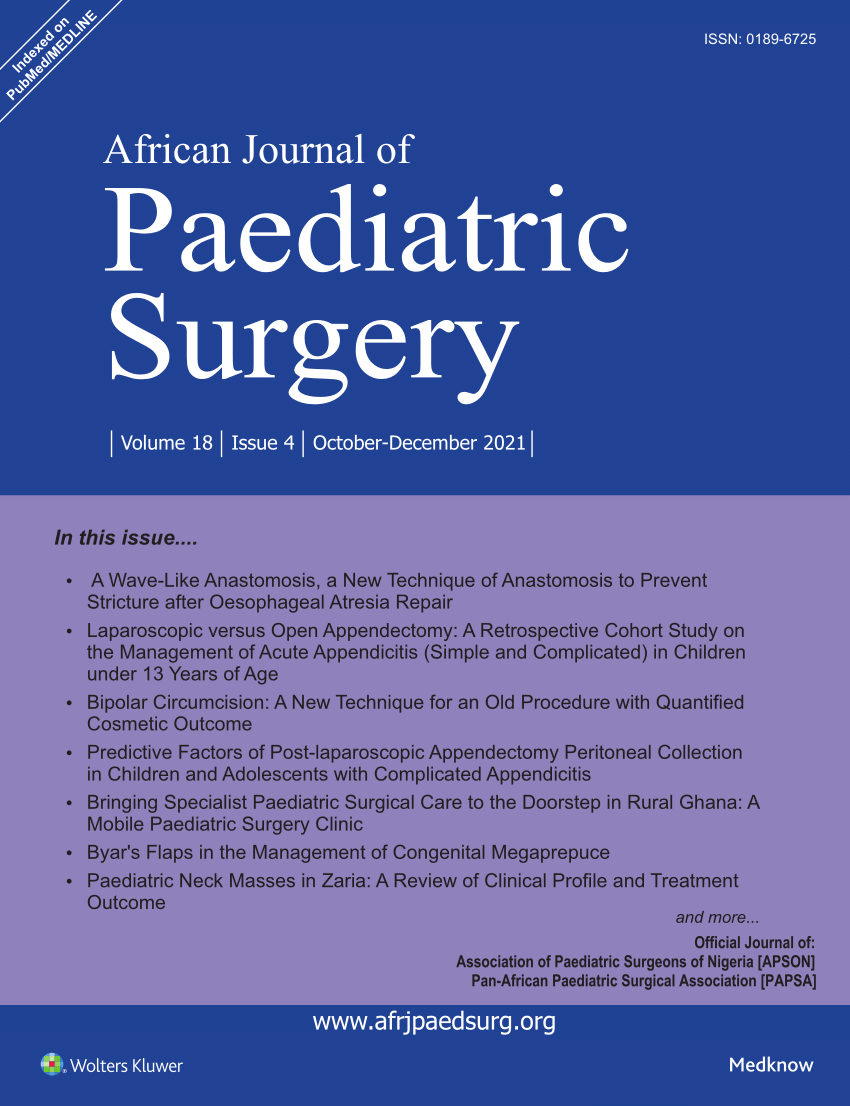 Indexed on
PubMed/MEDLINE
ISSN: 0189-6725
African Journal of
Paediatric
Surgery
| Volume 18 | Issue 4 | October-December 2021 |
In this issue....
• A Wave-Like Anastomosis, a New Technique of Anastomosis to Prevent
Stricture after Oesophageal Atresia Repair
• Laparoscopic versus Open Appendectomy: A Retrospective Cohort Study on
the Management of Acute Appendicitis (Simple and Complicated) in Children
under 13 Years of Age
• Bipolar Circumcision: A New Technique for an Old Procedure with Quantified
Cosmetic Outcome
• Predictive Factors of Post-laparoscopic Appendectomy Peritoneal Collection
in Children and Adolescents with Complicated Appendicitis
• Bringing Specialist Paediatric Surgical Care to the Doorstep in Rural Ghana: A
Mobile Paediatric Surgery Clinic
• Byar's Flaps in the Management of Congenital Megaprepuce
• Paediatric Neck Masses in Zaria: A Review of Clinical Profile and Treatment
Outcome
and more...
Official Journal of:
Association of Paediatric Surgeons of Nigeria [APSON]
Pan-African Paediatric Surgical Association [PAPSA]
www.afrjpaedsurg.org
Wolters Kluwer
Medknow